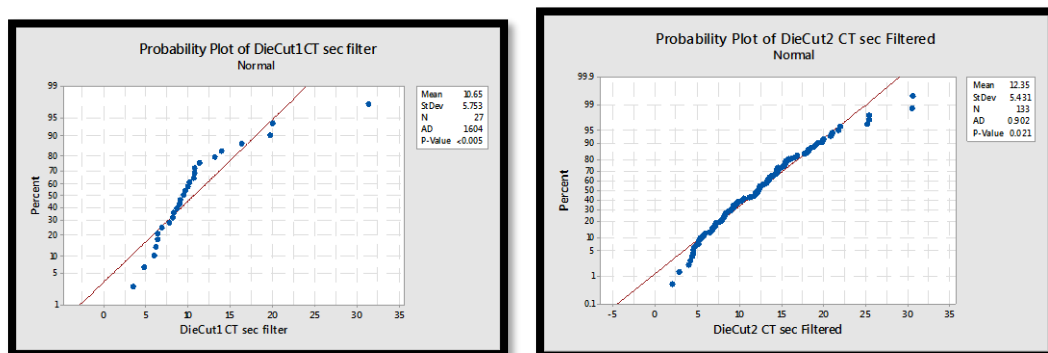 Probability Plot of DieCut1CT sec filter
Normal
99
95
90
80
70
60
50
40
30
20
10
5
1
Percent
0 5 10 15 20 25 30 35
DieCut1CT sec filter
Mean 10.65
StDev 5.753
N 27
AD 1604
P-Value <0.005
Probability Plot of DieCut2 CT sec Filtered
Normal
99.9
99
95
90
80
70
60
50
40
30
20
10
5
1
0.1
Percent
-5 0 5 10 15 20 25 30 35
DieCut2 CT sec Filtered
Mean 12.35
StDev 5.431
N 133
AD 0.902
P-Value 0.021